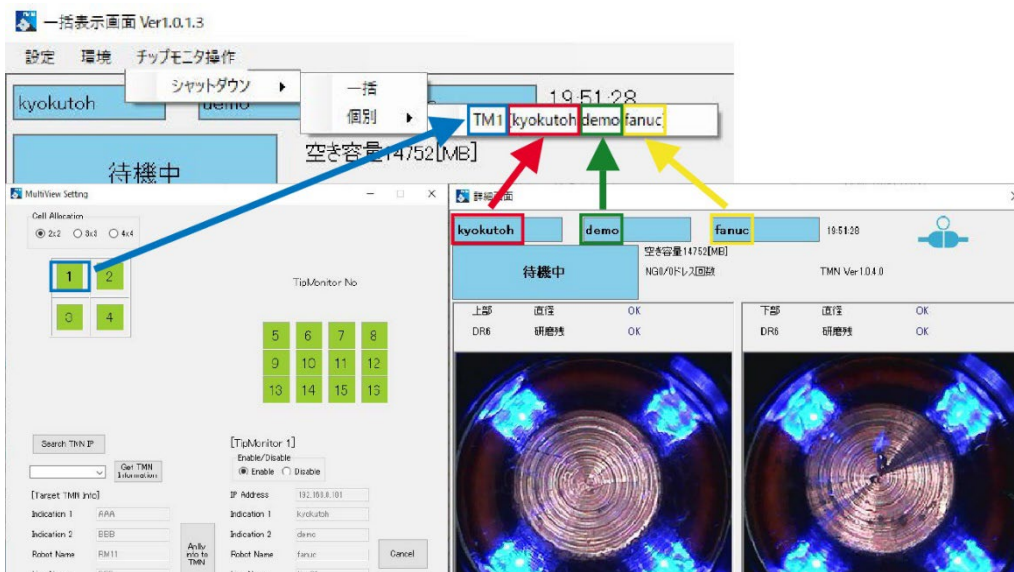 一括表示画面 Ver1.0.1.3
設定 環境 チップモニタ操作
シャットダウン
一括
個別
TM1[kyokutoh demo fanuc]
kyokutoh
demo
19:51:28
待機中
空き容量14752[MB]
MultiView Setting
Cell Allocation
2x2 3x3 4x4
1 2
3 4
TipMonitor No
5 6 7 8
9 10 11 12
13 14 15 16
Search TMN IP
Get TMN
Information
[Target TMN Info]
Indication 1 AAA
Indication 2 BBB
Robot Name RM11
Apply
info to
TMN
[TipMonitor 1]
Enable/Disable
Enable Disable
IP Address 192.168.0.101
Indication 1 kyokutoh
Indication 2 demo
Robot Name fanuc
Cancel
詳細画面
kyokutoh demo fanuc 19:51:28
空き容量14752[MB]
待機中 NG0/0ドレス回数 TMN Ver1.0.4.0
上部 直径 OK
DR6 研磨残 OK
下部 直径 OK
DR6 研磨残 OK